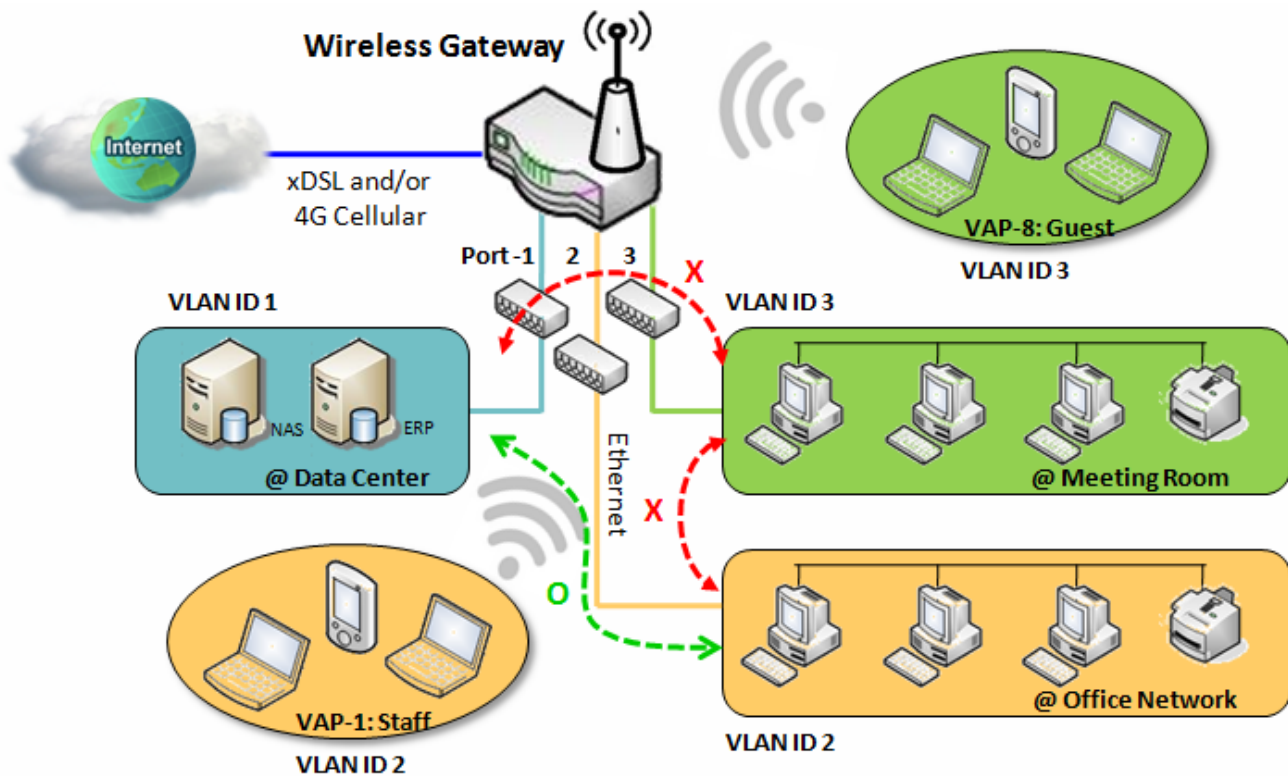 Wireless Gateway
Internet
xDSL and/or
4G Cellular
VAP-8: Guest
VLAN ID 3
Port -1 2 3
X
VLAN ID 1
VLAN ID 3
NAS
ERP
@ Data Center
Ethernet
@ Meeting Room
X
O
VAP-1: Staff
VLAN ID 2
@ Office Network
VLAN ID 2